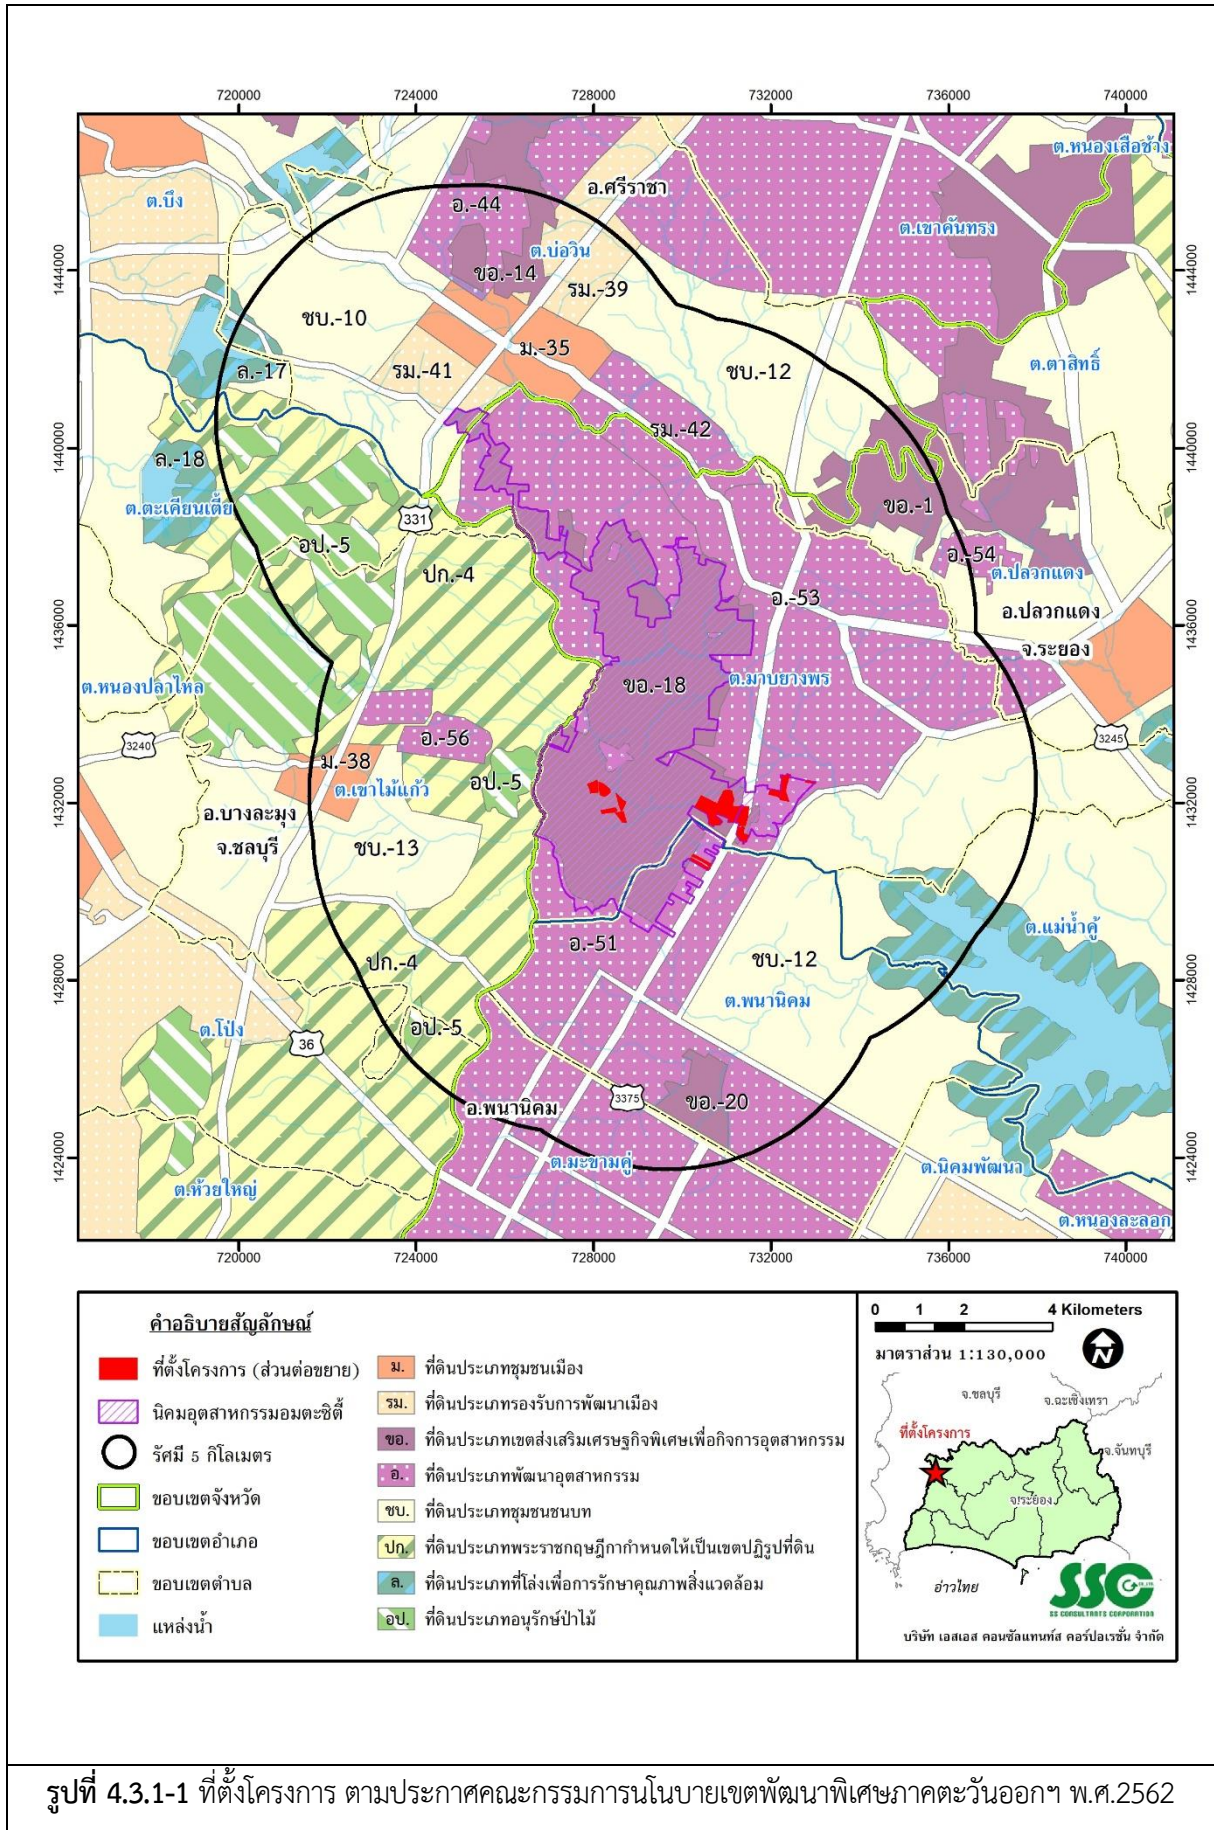 720000 724000 728000 732000 736000 740000
ต.หนองเสือช้าง
อ.ศรีราชา
ต.บึง
อ.-44
ต.เขาคันทรง
ต.บ่อวิน
1444000 1444000
ขอ.-14
รม.-39
ชบ.-10
ม.-35
ต.ตาสิทธิ์
ล.-17
รม.-41
ชบ.-12
รม.-42
1440000 1440000
ล.-18
ต.ตะเคียนเตี้ย
331
ขอ.-1
อป.-5
อ.-54
ปก.-4
ต.ปลวกแดง
อ.-53
อ.ปลวกแดง
1436000 1436000
จ.ระยอง
ต.หนองปลาไหล
ขอ.-18
ต.มาบยางพร
3240
อ.-56
3245
ม.-38
อป.-5
ต.เขาไม้แก้ว
1432000 1432000
อ.บางละมุง
จ.ชลบุรี
ชบ.-13
ต.แม่น้ำคู้
อ.-51
ปก.-4
ชบ.-12
1428000 1428000
ต.พนานิคม
ต.โป่ง
อป.-5
36
3375
ขอ.-20
อ.พนานิคม
1424000 1424000
ต.มะขามคู่
ต.นิคมพัฒนา
ต.ห้วยใหญ่
ต.หนองละลอก
720000 724000 728000 732000 736000 740000
คำอธิบายสัญลักษณ์
ที่ตั้งโครงการ (ส่วนต่อขยาย)
นิคมอุตสาหกรรมอมตะซิตี้
รัศมี 5 กิโลเมตร
ขอบเขตจังหวัด
ขอบเขตอำเภอ
ขอบเขตตำบล
แหล่งน้ำ
ม. ที่ดินประเภทชุมชนเมือง
รม. ที่ดินประเภทรองรับการพัฒนาเมือง
ขอ. ที่ดินประเภทเขตส่งเสริมเศรษฐกิจพิเศษเพื่อกิจการอุตสาหกรรม
อ. ที่ดินประเภทพัฒนาอุตสาหกรรม
ชบ. ที่ดินประเภทชุมชนชนบท
ปก. ที่ดินประเภทพระราชกฤษฎีกากำหนดให้เป็นเขตปฏิรูปที่ดิน
ล. ที่ดินประเภทที่โล่งเพื่อการรักษาคุณภาพสิ่งแวดล้อม
อป. ที่ดินประเภทอนุรักษ์ป่าไม้
0 1 2 4 Kilometers
มาตราส่วน 1:130,000
N
จ.ชลบุรี
จ.ฉะเชิงเทรา
ที่ตั้งโครงการ
จ.จันทบุรี
จ.ระยอง
อ่าวไทย
SSC
CO.,LTD.
SS CONSULTANTS CORPORATION
บริษัท เอสเอส คอนซัลแทนท์ส คอร์ปอเรชั่น จำกัด
รูปที่ 4.3.1-1 ที่ตั้งโครงการ ตามประกาศคณะกรรมการนโนบายเขตพัฒนาพิเศษภาคตะวันออกฯ พ.ศ.2562